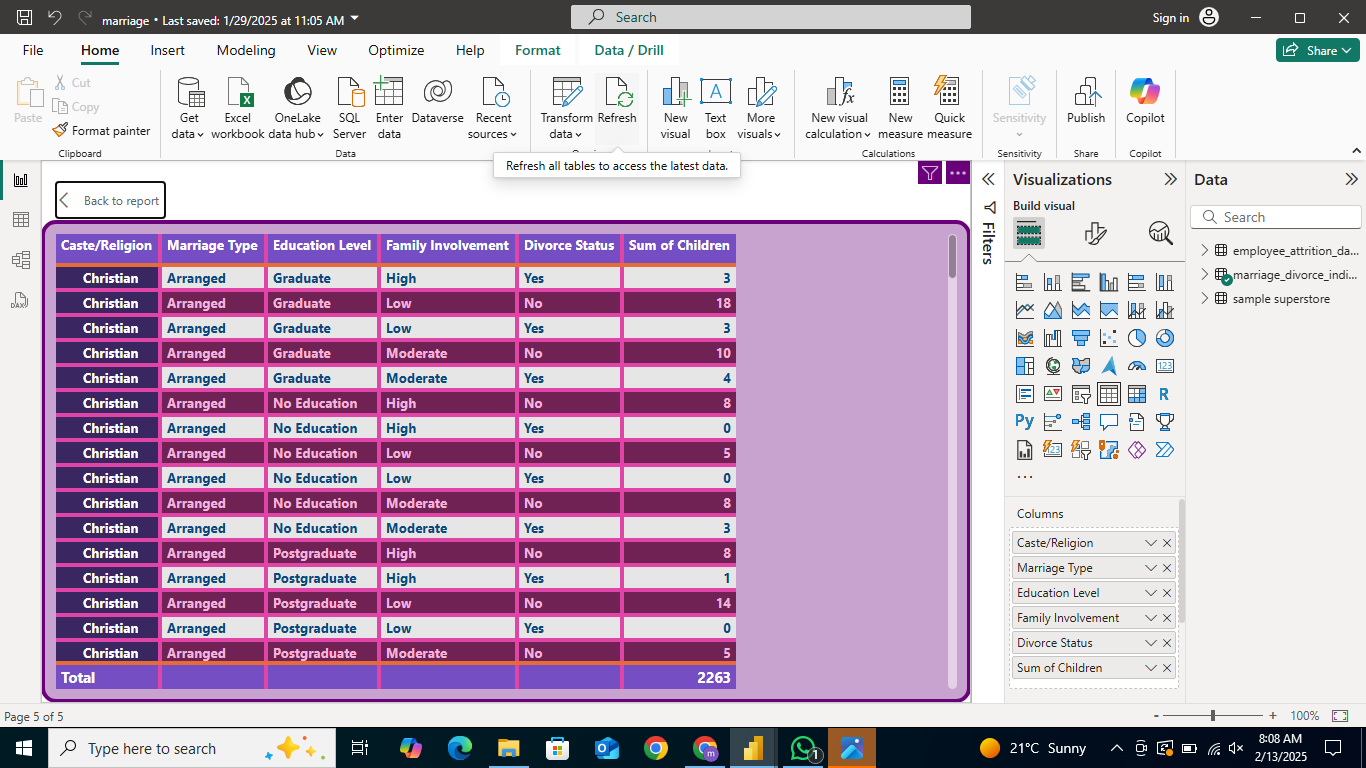 marriage • Last saved: 1/29/2025 at 11:05 AM
Search
Sign in
File Home Insert Modeling View Optimize Help Format Data / Drill
Share
Paste
Cut
Copy
Format painter
Clipboard
Get data
Excel workbook
OneLake data hub
SQL Server
Enter data
Dataverse
Recent sources
Data
Transform data
Refresh
New visual
Text box
More visuals
New visual calculation
New measure
Quick measure
Calculations
Sensitivity
Sensitivity
Publish
Share
Copilot
Copilot
Refresh all tables to access the latest data.
Back to report
Caste/Religion Marriage Type Education Level Family Involvement Divorce Status Sum of Children
Christian Arranged Graduate High Yes 3
Christian Arranged Graduate Low No 18
Christian Arranged Graduate Low Yes 3
Christian Arranged Graduate Moderate No 10
Christian Arranged Graduate Moderate Yes 4
Christian Arranged No Education High No 8
Christian Arranged No Education High Yes 0
Christian Arranged No Education Low No 5
Christian Arranged No Education Low Yes 0
Christian Arranged No Education Moderate No 8
Christian Arranged No Education Moderate Yes 3
Christian Arranged Postgraduate High No 8
Christian Arranged Postgraduate High Yes 1
Christian Arranged Postgraduate Low No 14
Christian Arranged Postgraduate Low Yes 0
Christian Arranged Postgraduate Moderate No 5
Total 2263
Filters
Visualizations
Build visual
123
R
Py
123
...
Columns
Caste/Religion
Marriage Type
Education Level
Family Involvement
Divorce Status
Sum of Children
Data
Search
employee_attrition_da...
marriage_divorce_indi...
sample superstore
Page 5 of 5
- + 100%
Type here to search
m
1
21°C Sunny
8:08 AM
2/13/2025